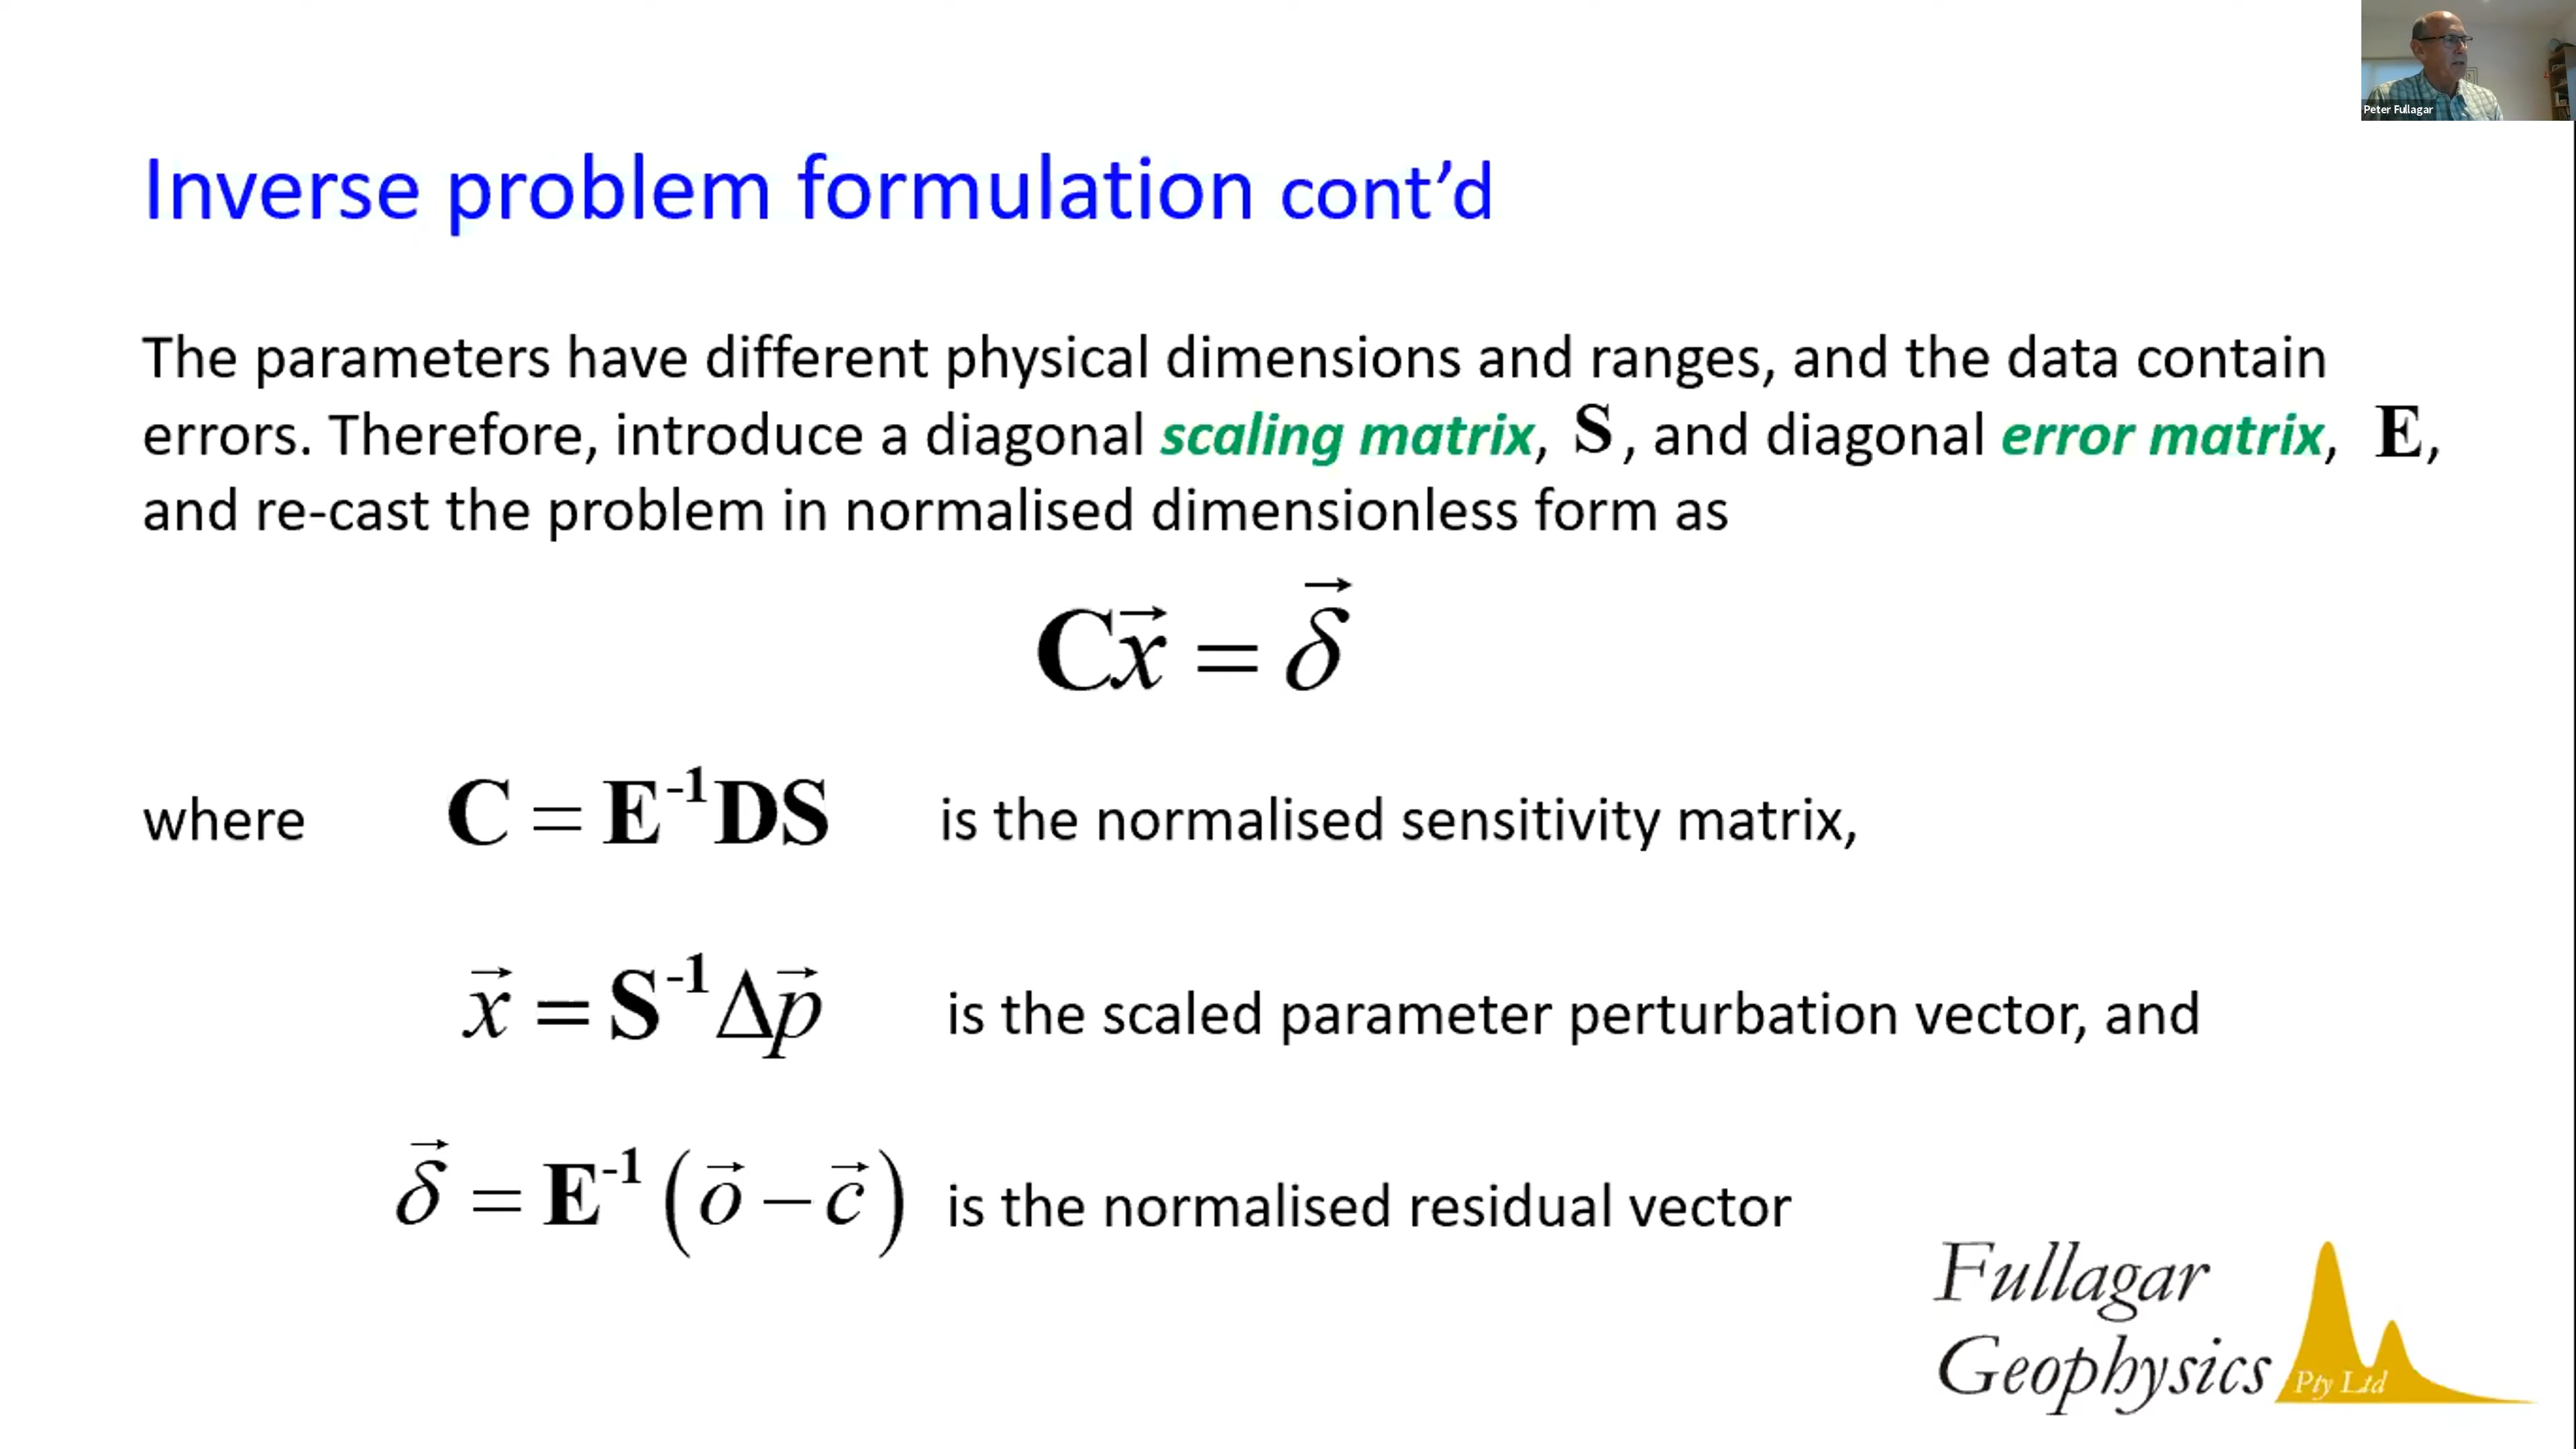 Peter Fullagar
Inverse problem formulation cont’d
The parameters have different physical dimensions and ranges, and the data contain
errors. Therefore, introduce a diagonal scaling matrix, S, and diagonal error matrix, E,
and re-cast the problem in normalised dimensionless form as
Cx⃗ = δ⃗
where C = E⁻¹DS is the normalised sensitivity matrix,
x⃗ = S⁻¹Δp⃗ is the scaled parameter perturbation vector, and
δ⃗ = E⁻¹(o⃗ − c⃗) is the normalised residual vector
Fullagar
Geophysics Pty Ltd